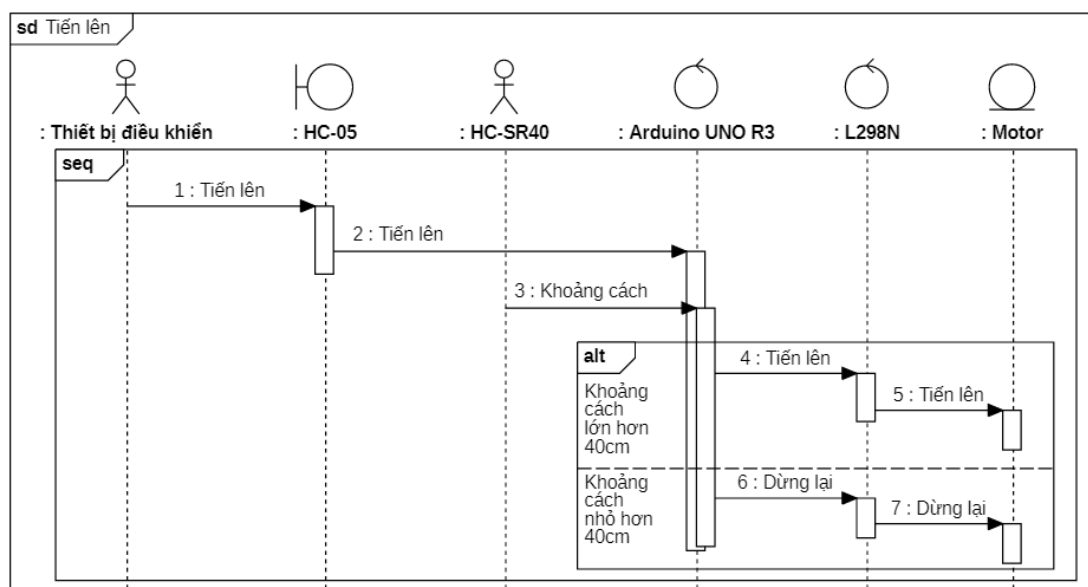 sd Tiến lên
: Thiết bị điều khiển
: HC-05
: HC-SR40
: Arduino UNO R3
: L298N
: Motor
seq
1 : Tiến lên
2 : Tiến lên
3 : Khoảng cách
alt
4 : Tiến lên
Khoảng
cách
lớn hơn
40cm
5 : Tiến lên
Khoảng
cách
nhỏ hơn
40cm
6 : Dừng lại
7 : Dừng lại